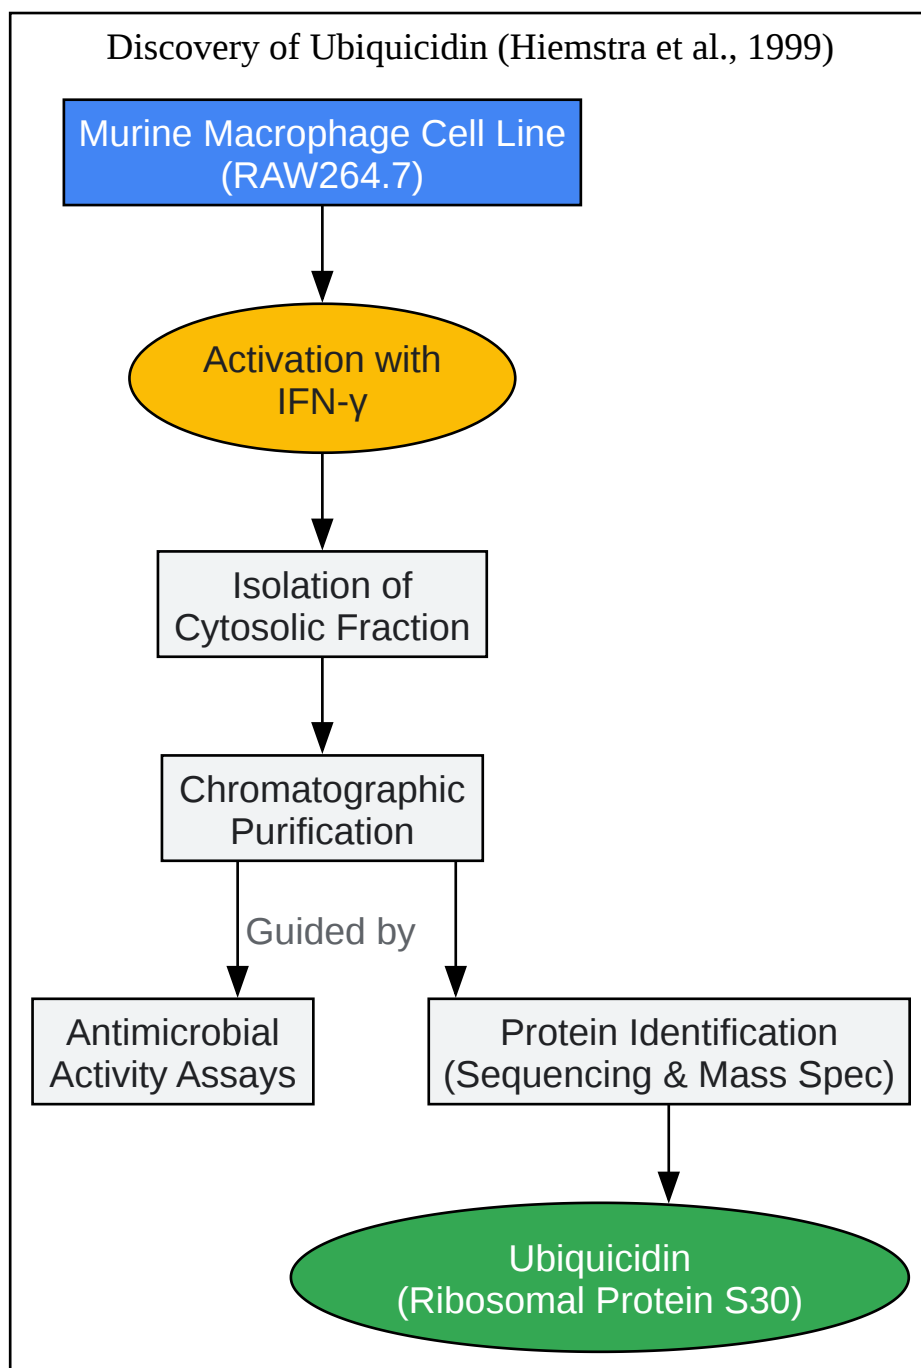 Discovery of Ubiquicidin (Hiemstra et al., 1999)
Murine Macrophage Cell Line
(RAW264.7)
Activation with
IFN-γ
Isolation of
Cytosolic Fraction
Chromatographic
Purification
Guided by
Antimicrobial
Activity Assays
Protein Identification
(Sequencing & Mass Spec)
Ubiquicidin
(Ribosomal Protein S30)